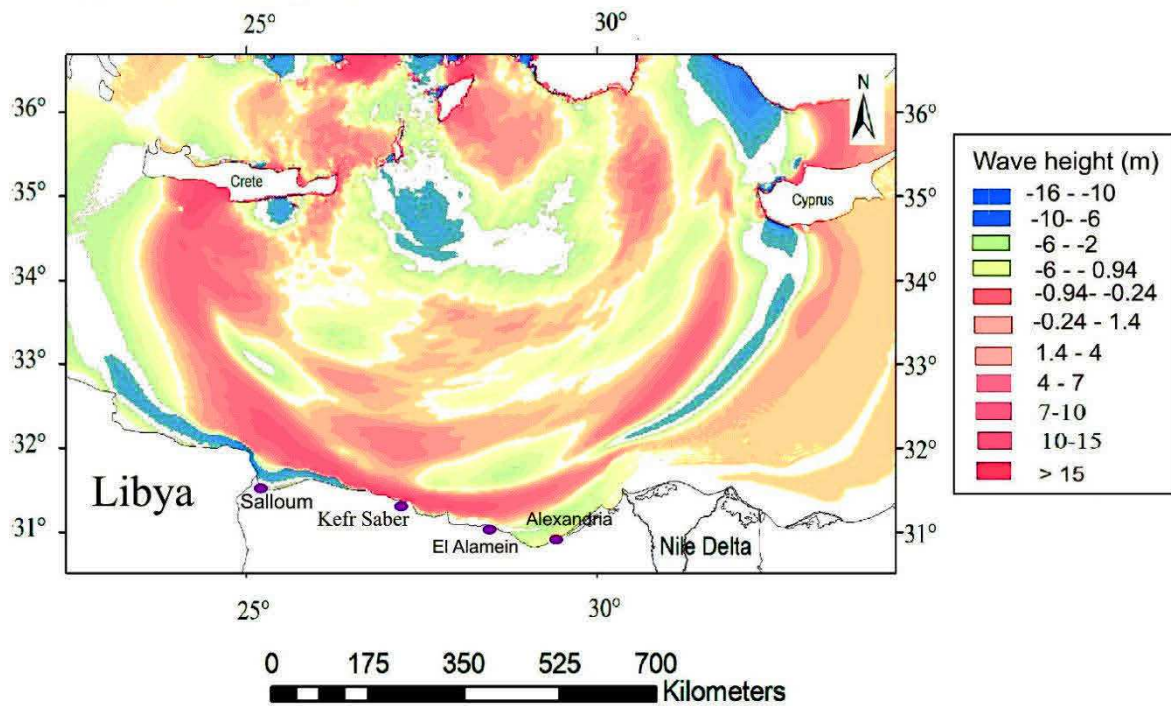 25° 30°
N
36° 36°
Wave height (m)
-16 - -10
-10- -6
-6 - -2
-6 - - 0.94
-0.94- -0.24
-0.24 - 1.4
1.4 - 4
4 - 7
7-10
10-15
> 15
Crete
Cyprus
35° 35°
34° 34°
33° 33°
32° 32°
Libya
Salloum
Kefr Saber
El Alamein
Alexandria
Nile Delta
31° 31°
25° 30°
0 175 350 525 700
Kilometers